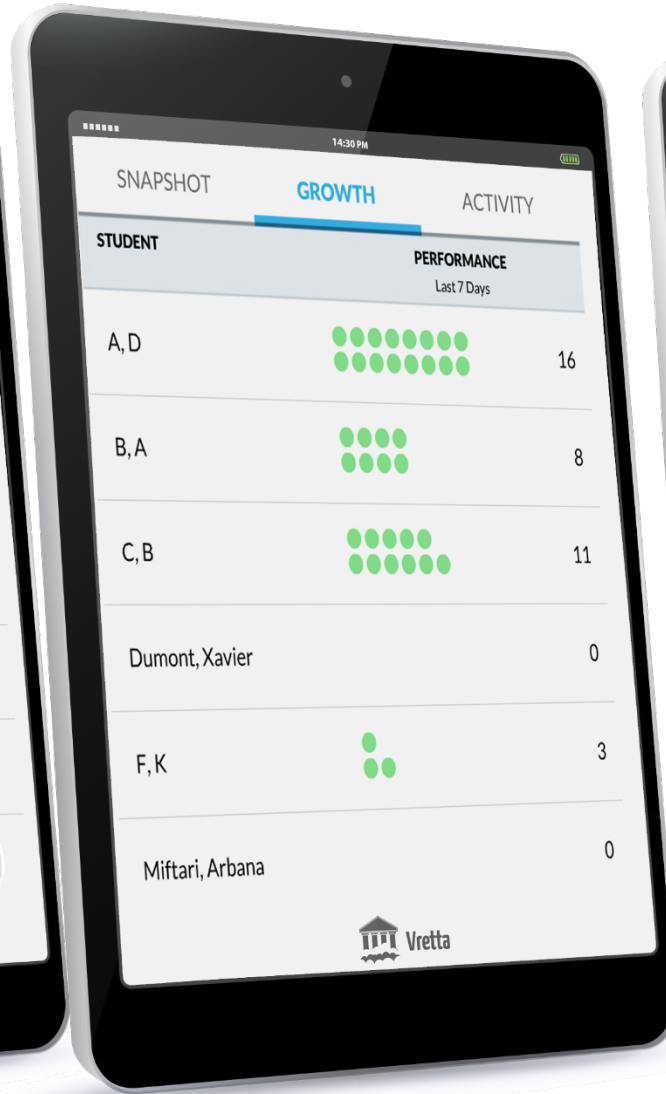 14:30 PM
SNAPSHOT GROWTH ACTIVITY
STUDENT PERFORMANCE
Last 7 Days
A, D 16
B, A 8
C, B 11
Dumont, Xavier 0
F, K 3
Miftari, Arbana 0
Vretta